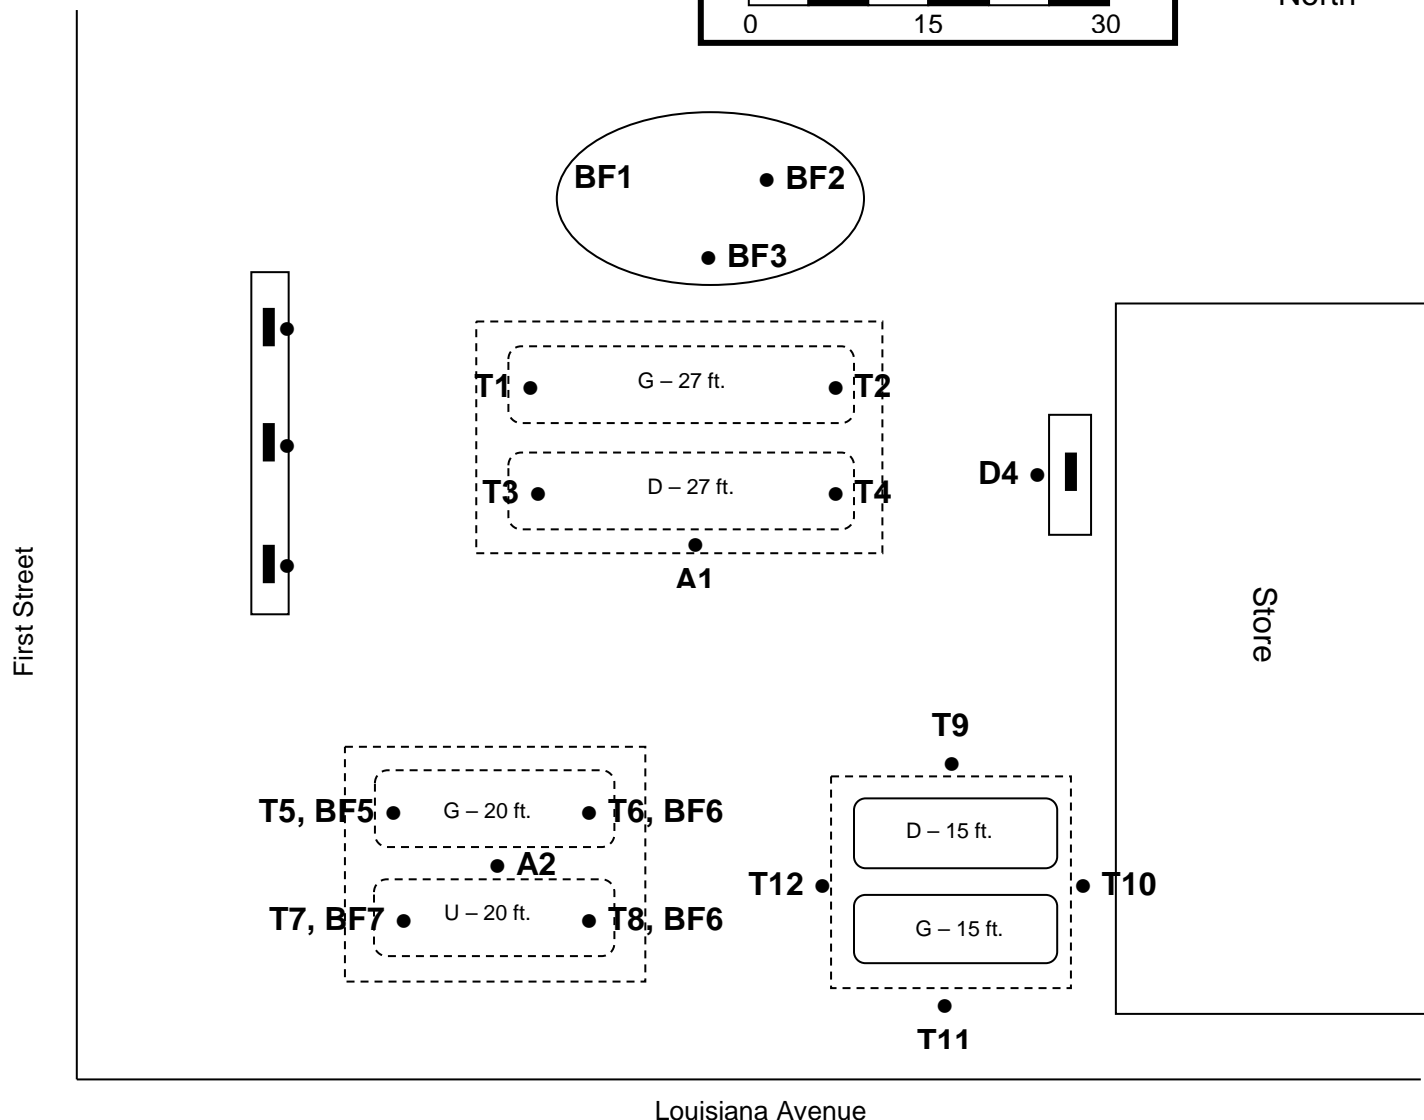 North
0 15 30
BF1 BF2
BF3
T1 G – 27 ft. T2
T3 D – 27 ft. T4
D4
A1
First Street
Store
T9
T5, BF5 G – 20 ft. T6, BF6
D – 15 ft.
A2
T12 T10
T7, BF7 U – 20 ft. T8, BF6
G – 15 ft.
T11
Louisiana Avenue